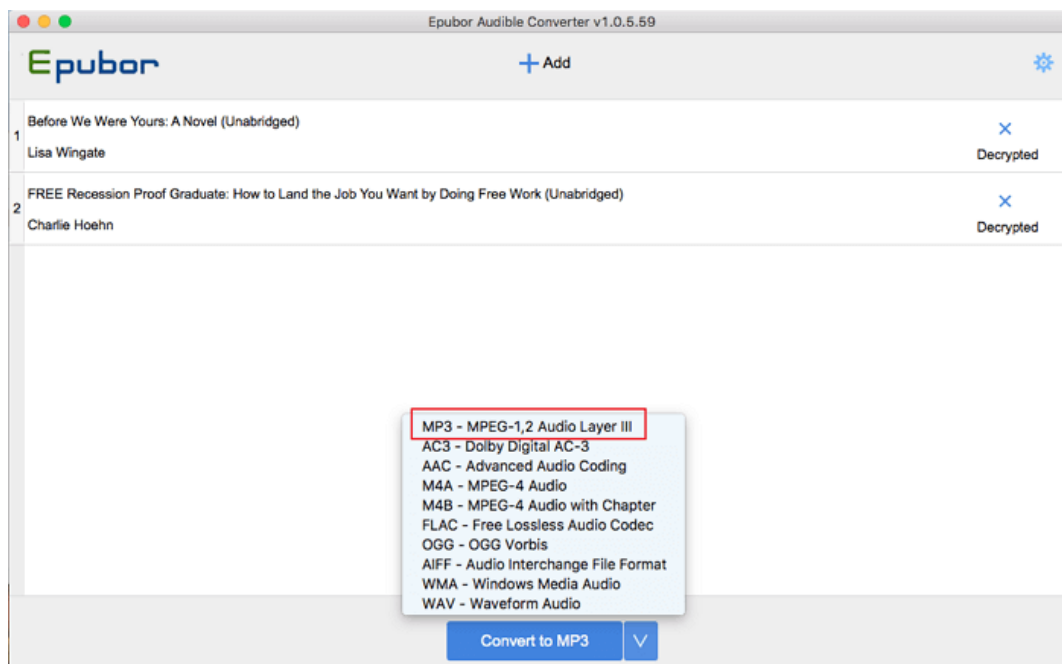 Epubor Audible Converter v1.0.5.59
Epubor
+ Add
1
Before We Were Yours: A Novel (Unabridged)
Lisa Wingate
Decrypted
2
FREE Recession Proof Graduate: How to Land the Job You Want by Doing Free Work (Unabridged)
Charlie Hoehn
Decrypted
MP3 - MPEG-1,2 Audio Layer III
AC3 - Dolby Digital AC-3
AAC - Advanced Audio Coding
M4A - MPEG-4 Audio
M4B - MPEG-4 Audio with Chapter
FLAC - Free Lossless Audio Codec
OGG - OGG Vorbis
AIFF - Audio Interchange File Format
WMA - Windows Media Audio
WAV - Waveform Audio
Convert to MP3